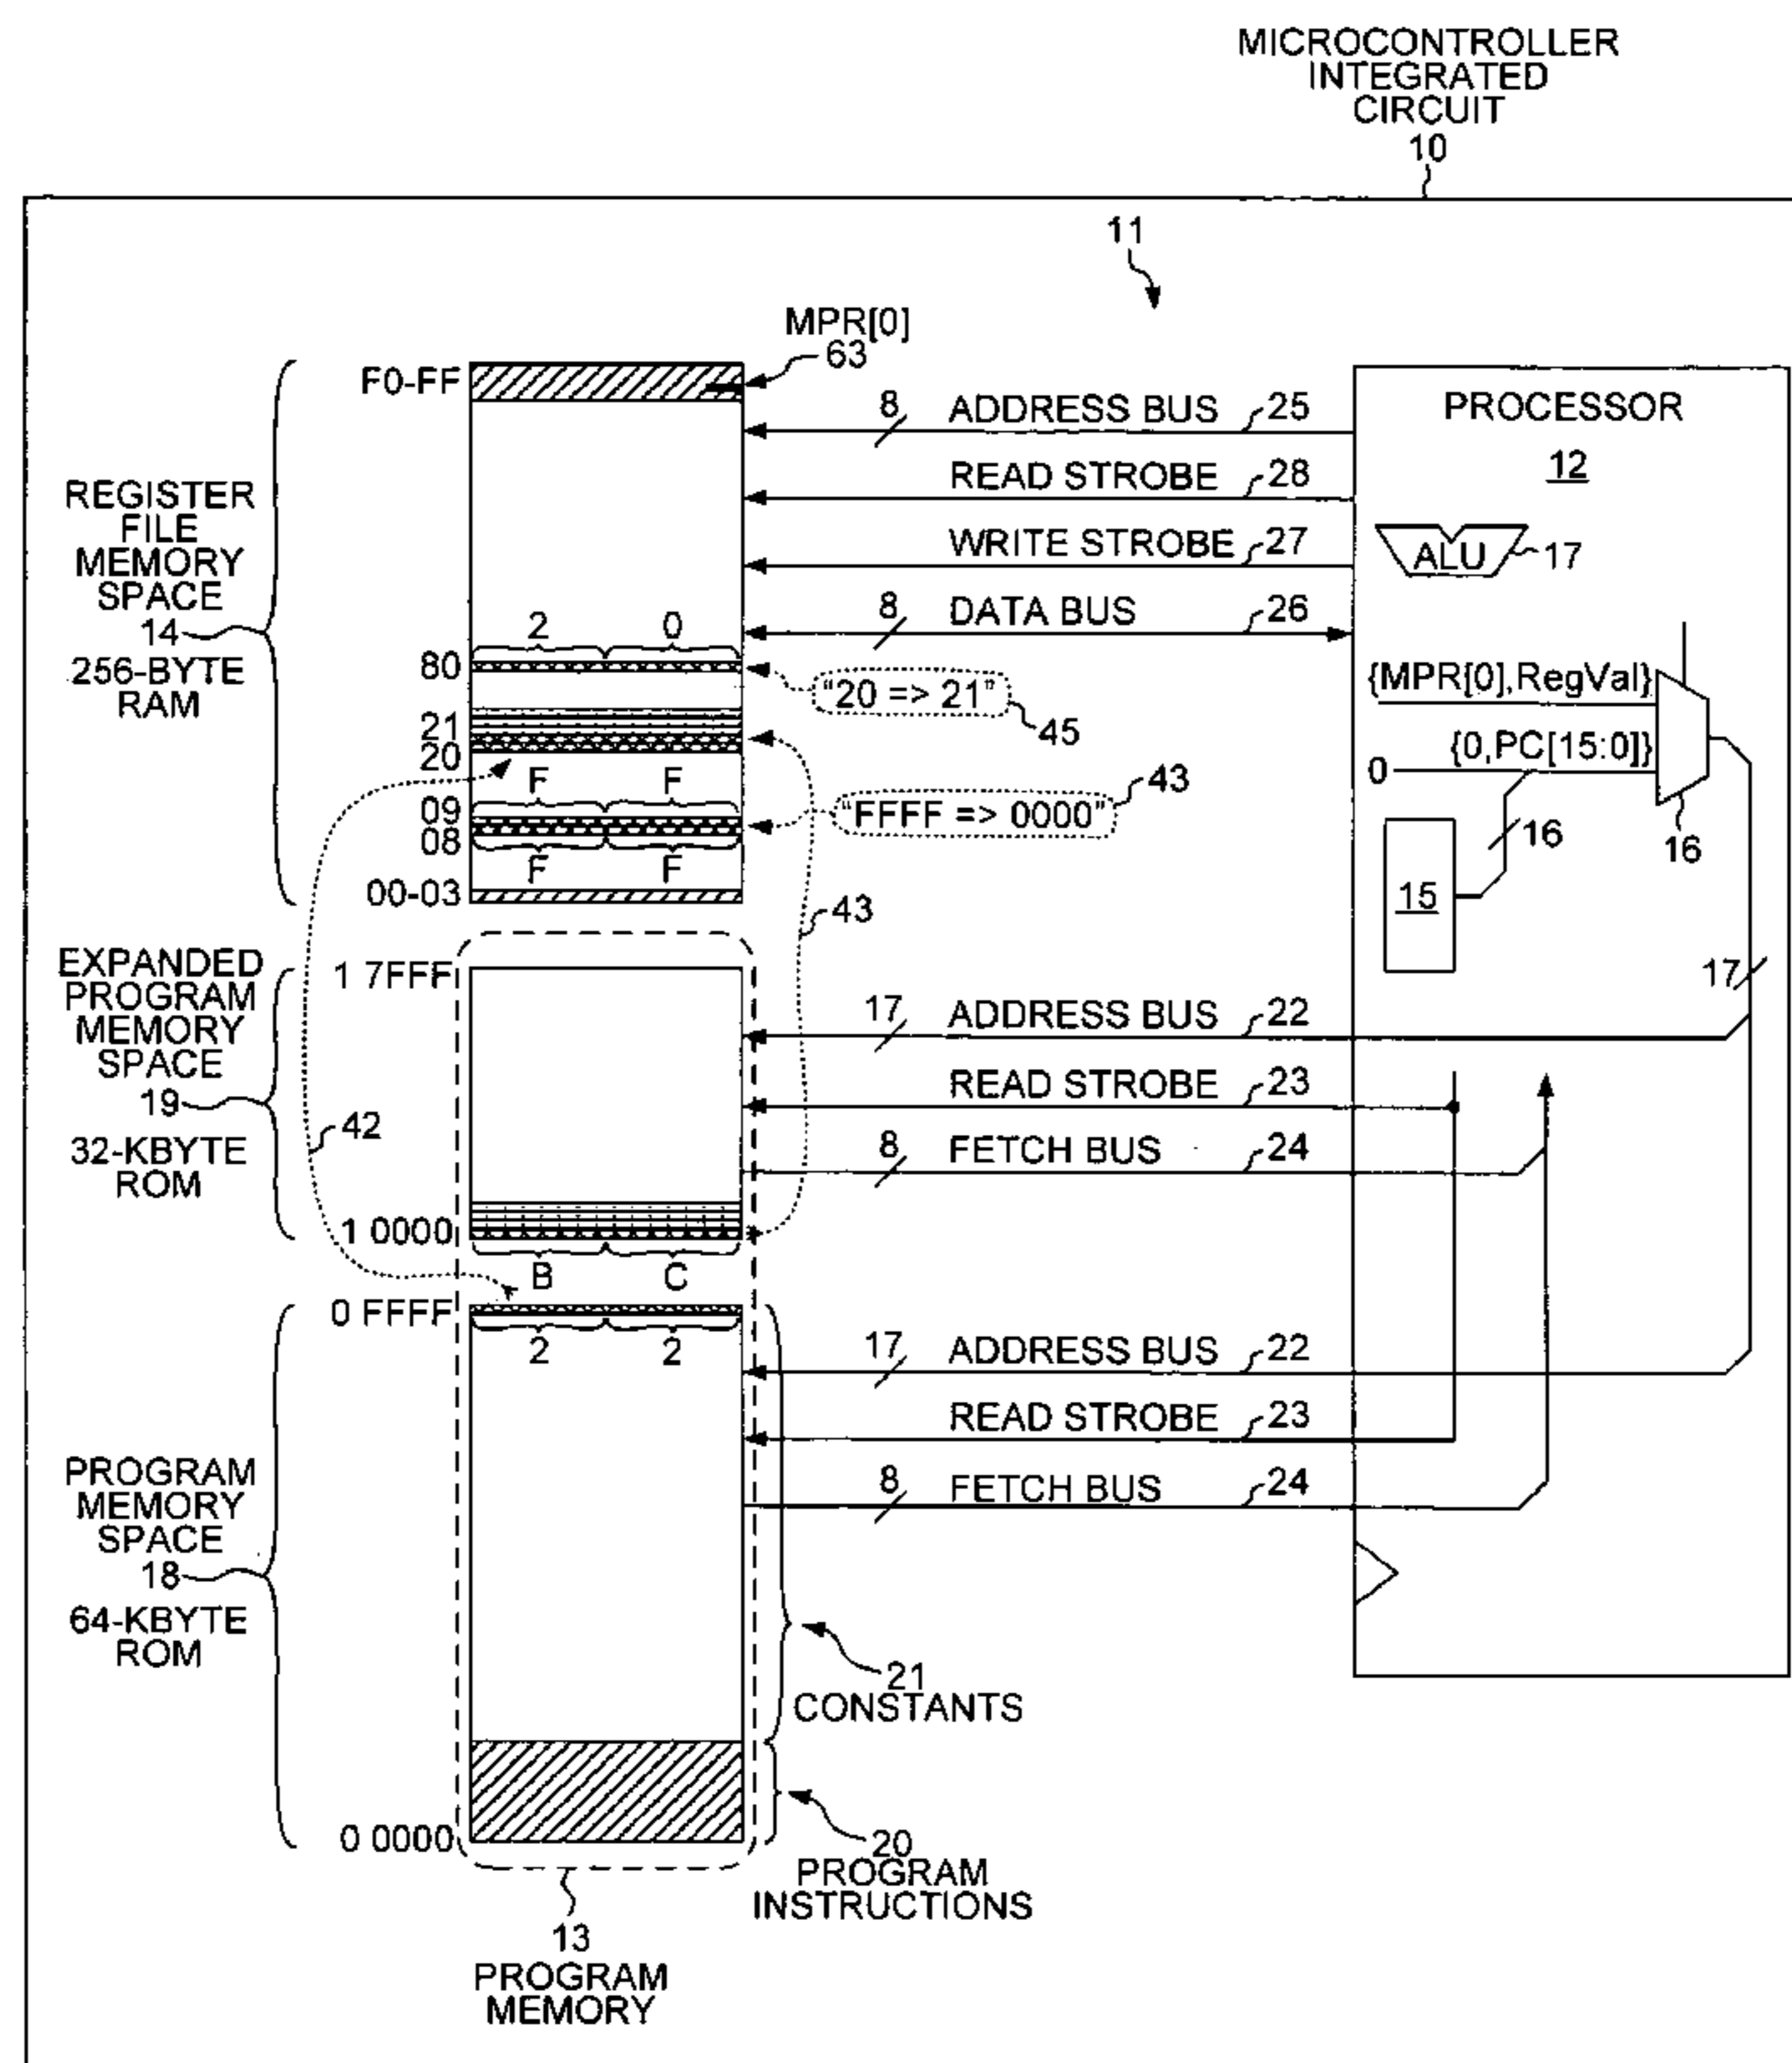 MICROCONTROLLER
INTEGRATED
CIRCUIT
10
11
MPR[0]
63
F0-FF
8 ADDRESS BUS 25
PROCESSOR
12
READ STROBE 28
WRITE STROBE 27
ALU 17
8 DATA BUS 26
REGISTER
FILE
MEMORY
SPACE
14
256-BYTE
RAM
2 0
80
"20 => 21"
45
21
20
{MPR[0],RegVal}
{0,PC[15:0]}
0
16
16
15
17
F F
09
08
"FFFF => 0000"
43
F F
00-03
43
EXPANDED
PROGRAM
MEMORY
SPACE
19
32-KBYTE
ROM
1 7FFF
17 ADDRESS BUS 22
READ STROBE 23
8 FETCH BUS 24
42
1 0000
B C
0 FFFF
2 2
17 ADDRESS BUS 22
READ STROBE 23
8 FETCH BUS 24
PROGRAM
MEMORY
SPACE
18
64-KBYTE
ROM
21
CONSTANTS
0 0000
20
PROGRAM
INSTRUCTIONS
13
PROGRAM
MEMORY